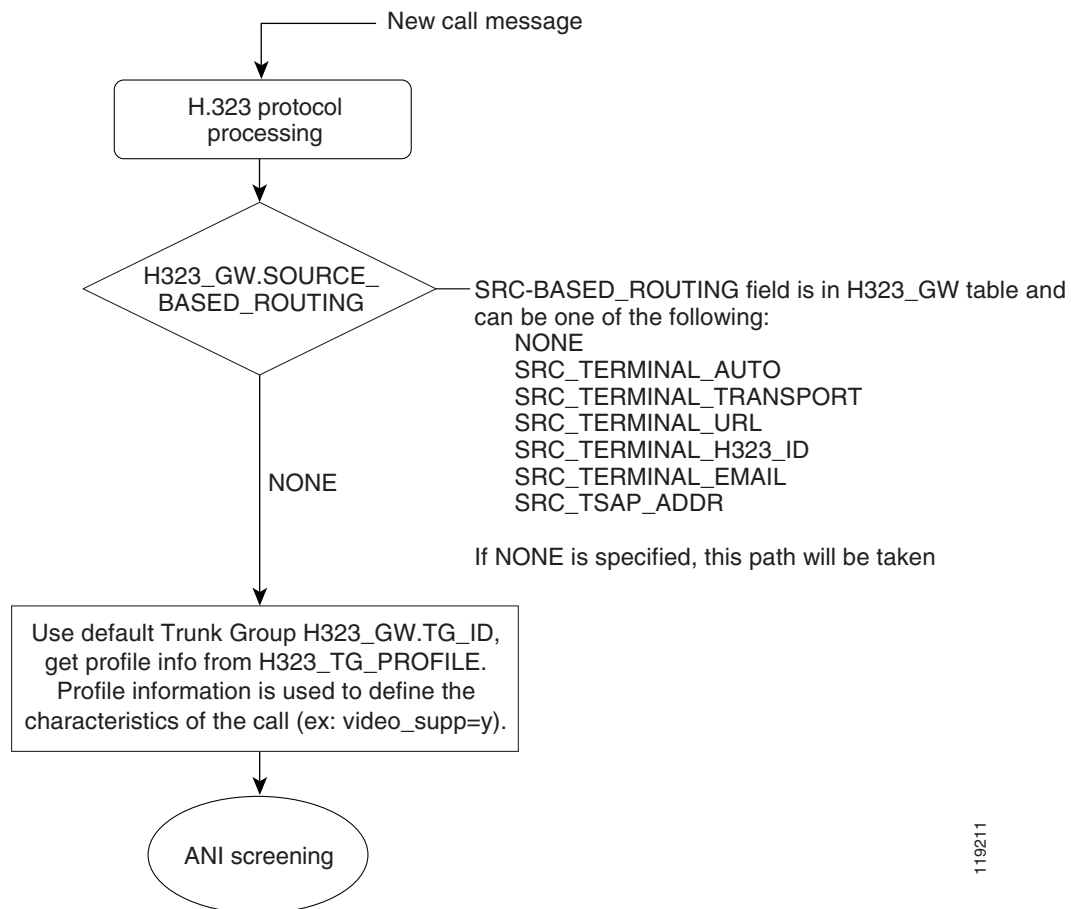 New call message
H.323 protocol
processing
H323_GW.SOURCE_
BASED_ROUTING
SRC-BASED_ROUTING field is in H323_GW table and
can be one of the following:
NONE
SRC_TERMINAL_AUTO
SRC_TERMINAL_TRANSPORT
SRC_TERMINAL_URL
SRC_TERMINAL_H323_ID
SRC_TERMINAL_EMAIL
SRC_TSAP_ADDR
NONE
If NONE is specified, this path will be taken
Use default Trunk Group H323_GW.TG_ID,
get profile info from H323_TG_PROFILE.
Profile information is used to define the
characteristics of the call (ex: video_supp=y).
ANI screening
119211